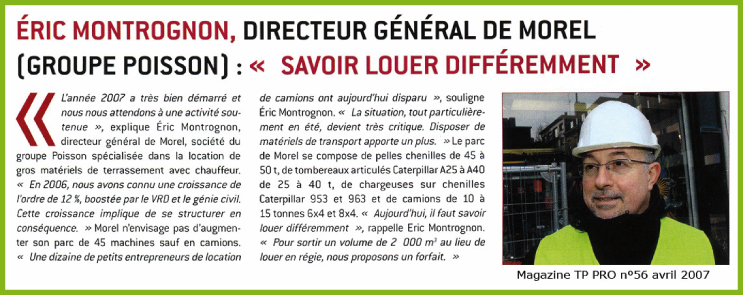 ÉRIC MONTROGNON, DIRECTEUR GÉNÉRAL DE MOREL
(GROUPE POISSON) : « SAVOIR LOUER DIFFÉREMMENT »
« L'année 2007 a très bien démarré et
nous nous attendons à une activité sou-
tenue », explique Éric Montrognon,
directeur général de Morel, société du
groupe Poisson spécialisée dans la location de
gros matériels de terrassement avec chauffeur.
« En 2006, nous avons connu une croissance de
l'ordre de 12 %, boostée par le VRD et le génie civil.
Cette croissance implique de se structurer en
conséquence. » Morel n'envisage pas d'augmen-
ter son parc de 45 machines sauf en camions.
« Une dizaine de petits entrepreneurs de location
de camions ont aujourd'hui disparu », souligne
Éric Montrognon. « La situation, tout particulière-
ment en été, devient très critique. Disposer de
matériels de transport apporte un plus. » Le parc
de Morel se compose de pelles chenilles de 45 à
50 t, de tombereaux articulés Caterpillar A25 à A40
de 25 à 40 t, de chargeuses sur chenilles
Caterpillar 953 et 963 et de camions de 10 à
15 tonnes 6x4 et 8x4. « Aujourd'hui, il faut savoir
louer différemment », rappelle Eric Montrognon.
« Pour sortir un volume de 2 000 m³ au lieu de
louer en régie, nous proposons un forfait. »
Magazine TP PRO nº56 avril 2007